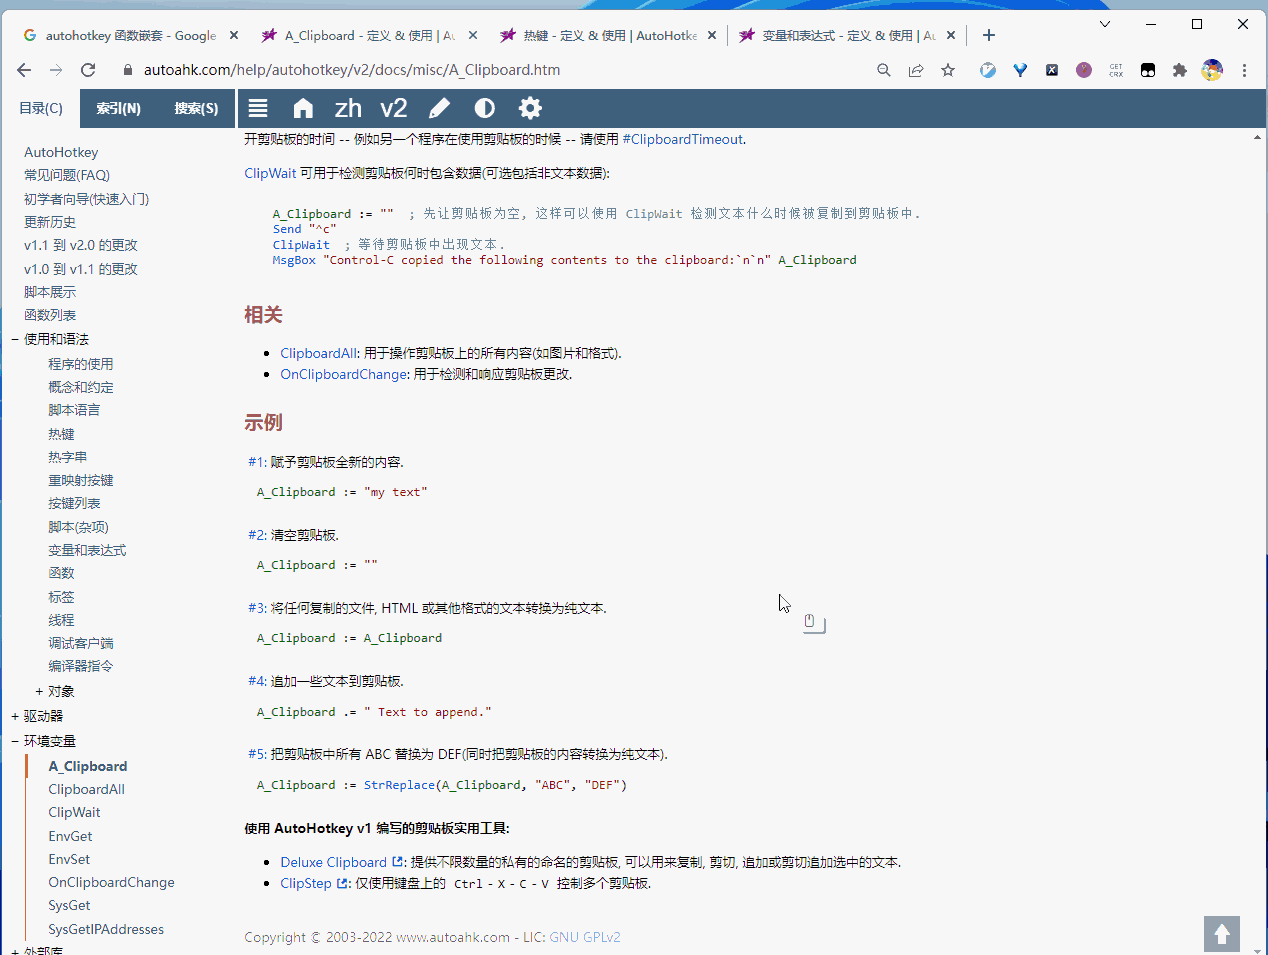 autohotkey 函数嵌套 - Google
A_Clipboard - 定义 & 使用 | Au
热键 - 定义 & 使用 | AutoHotke
变量和表达式 - 定义 & 使用 | Au
autoahk.com/help/autohotkey/v2/docs/misc/A_Clipboard.htm
GET CRX
目录(C) 索引(N) 搜索(S) zh v2
AutoHotkey
常见问题(FAQ)
初学者向导(快速入门)
更新历史
v1.1 到 v2.0 的更改
v1.0 到 v1.1 的更改
脚本展示
函数列表
− 使用和语法
程序的使用
概念和约定
脚本语言
热键
热字串
重映射按键
按键列表
脚本(杂项)
变量和表达式
函数
标签
线程
调试客户端
编译器指令
+ 对象
+ 驱动器
− 环境变量
A_Clipboard
ClipboardAll
ClipWait
EnvGet
EnvSet
OnClipboardChange
SysGet
SysGetIPAddresses
+ 外部库
开剪贴板的时间 -- 例如另一个程序在使用剪贴板的时候 -- 请使用 #ClipboardTimeout.
ClipWait 可用于检测剪贴板何时包含数据(可选包括非文本数据):
A_Clipboard := "" ; 先让剪贴板为空, 这样可以使用 ClipWait 检测文本什么时候被复制到剪贴板中.
Send "^c"
ClipWait ; 等待剪贴板中出现文本.
MsgBox "Control-C copied the following contents to the clipboard:`n`n" A_Clipboard
相关
• ClipboardAll: 用于操作剪贴板上的所有内容(如图片和格式).
• OnClipboardChange: 用于检测和响应剪贴板更改.
示例
#1: 赋予剪贴板全新的内容.
A_Clipboard := "my text"
#2: 清空剪贴板.
A_Clipboard := ""
#3: 将任何复制的文件, HTML 或其他格式的文本转换为纯文本.
A_Clipboard := A_Clipboard
#4: 追加一些文本到剪贴板.
A_Clipboard .= " Text to append."
#5: 把剪贴板中所有 ABC 替换为 DEF(同时把剪贴板的内容转换为纯文本).
A_Clipboard := StrReplace(A_Clipboard, "ABC", "DEF")
使用 AutoHotkey v1 编写的剪贴板实用工具:
• Deluxe Clipboard: 提供不限数量的私有的命名的剪贴板, 可以用来复制, 剪切, 追加或剪切追加选中的文本.
• ClipStep: 仅使用键盘上的 Ctrl - X - C - V 控制多个剪贴板.
Copyright © 2003-2022 www.autoahk.com - LIC: GNU GPLv2